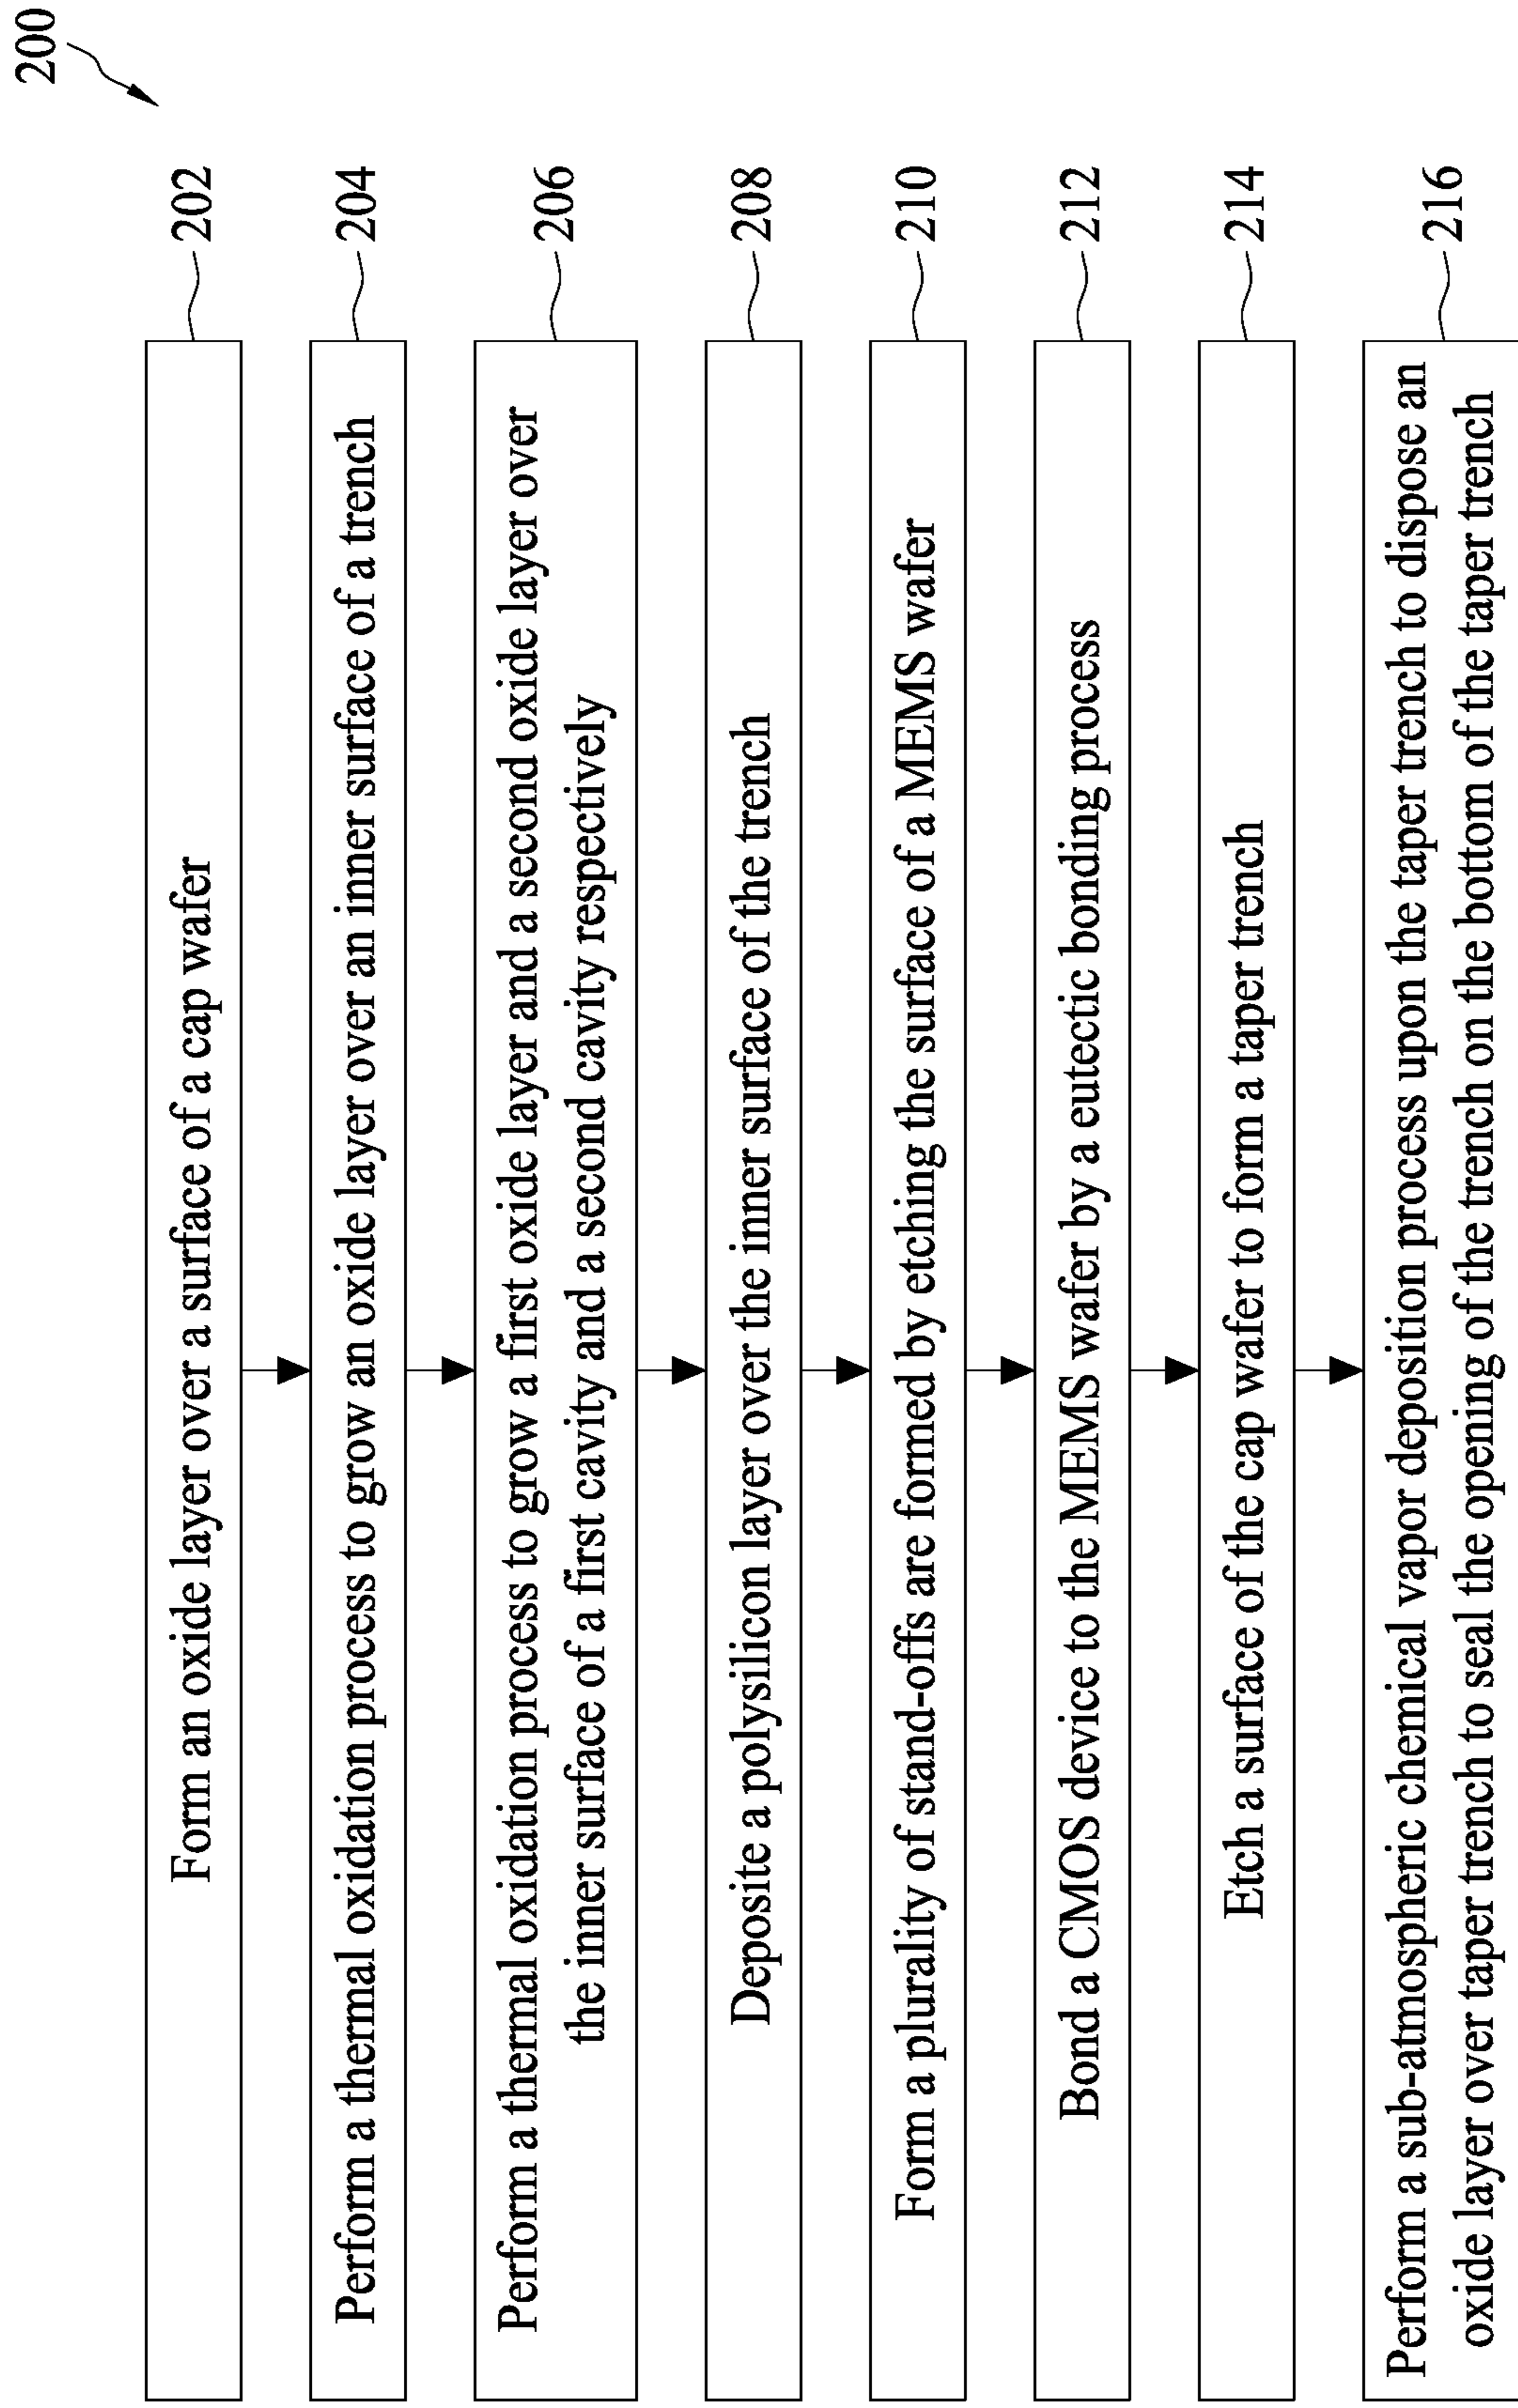 200
Form an oxide layer over a surface of a cap wafer
202
Perform a thermal oxidation process to grow an oxide layer over an inner surface of a trench
204
Perform a thermal oxidation process to grow a first oxide layer and a second oxide layer over
the inner surface of a first cavity and a second cavity respectively
206
Deposite a polysilicon layer over the inner surface of the trench
208
Form a plurality of stand-offs are formed by etching the surface of a MEMS wafer
210
Bond a CMOS device to the MEMS wafer by a eutectic bonding process
212
Etch a surface of the cap wafer to form a taper trench
214
Perform a sub-atmospheric chemical vapor deposition process upon the taper trench to dispose an
oxide layer over taper trench to seal the opening of the trench on the bottom of the taper trench
216